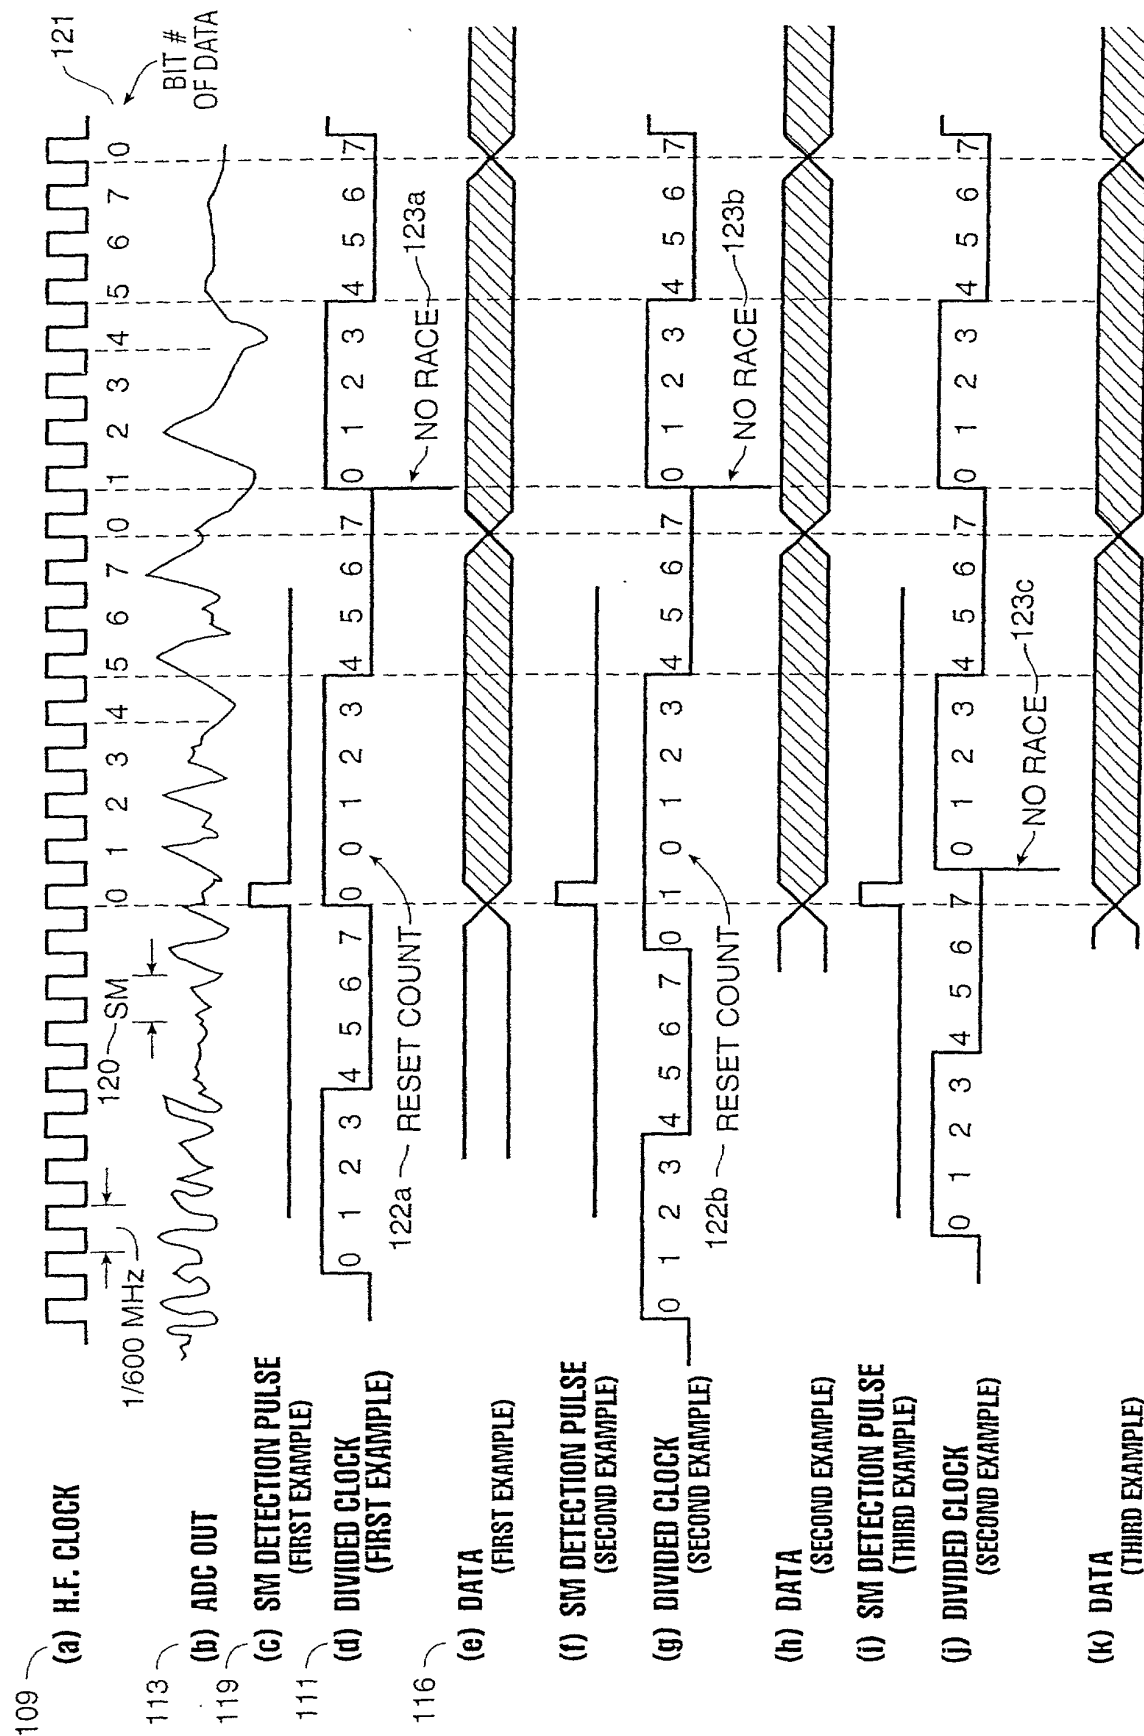 109
(a) H.F. CLOCK
121
1/600 MHz
120 SM
0 1 2 3 4 5 6 7 0 1 2 3 4 5 6 7 0
BIT #
OF DATA
113
(b) ADC OUT
119
(c) SM DETECTION PULSE
(FIRST EXAMPLE)
111
(d) DIVIDED CLOCK
(FIRST EXAMPLE)
0 1 2 3 4 5 6 7 0 0 1 2 3 4 5 6 7 0 1 2 3 4 5 6 7
122a RESET COUNT
NO RACE 123a
116
(e) DATA
(FIRST EXAMPLE)
(f) SM DETECTION PULSE
(SECOND EXAMPLE)
(g) DIVIDED CLOCK
(SECOND EXAMPLE)
0 1 2 3 4 5 6 7 0 1 0 1 2 3 4 5 6 7 0 1 2 3 4 5 6 7
122b RESET COUNT
NO RACE 123b
(h) DATA
(SECOND EXAMPLE)
(i) SM DETECTION PULSE
(THIRD EXAMPLE)
(j) DIVIDED CLOCK
(SECOND EXAMPLE)
0 1 2 3 4 5 6 7 0 1 2 3 4 5 6 7 0 1 2 3 4 5 6 7
NO RACE 123c
(k) DATA
(THIRD EXAMPLE)